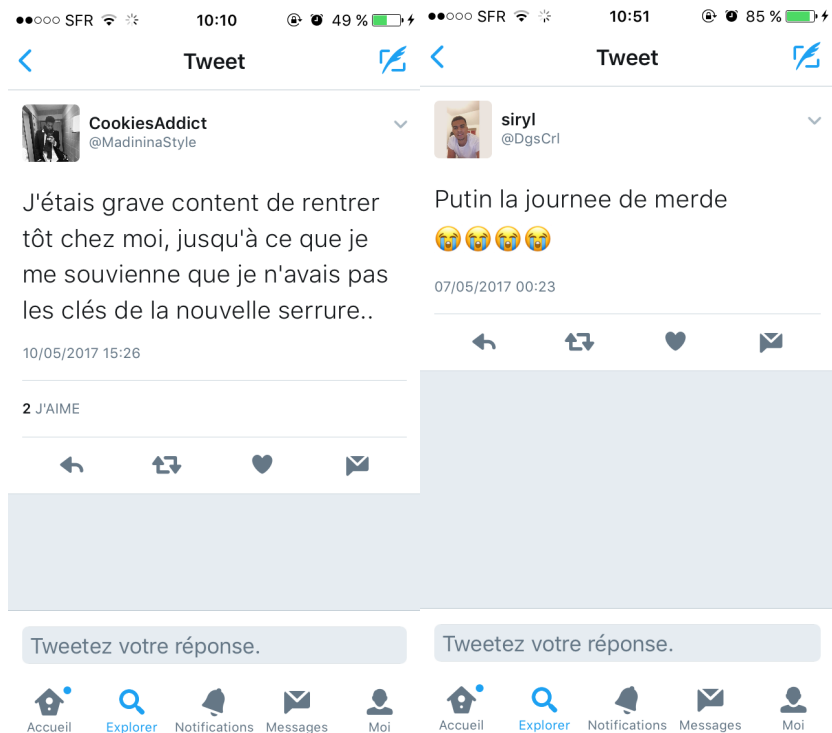 SFR 10:10 49 %
Tweet
CookiesAddict
@MadininaStyle
J'étais grave content de rentrer
tôt chez moi, jusqu'à ce que je
me souvienne que je n'avais pas
les clés de la nouvelle serrure..
10/05/2017 15:26
2 J'AIME
Tweetez votre réponse.
Accueil Explorer Notifications Messages Moi
SFR 10:51 85 %
Tweet
siryl
@DgsCrl
Putin la journee de merde
😭😭😭😭
07/05/2017 00:23
Tweetez votre réponse.
Accueil Explorer Notifications Messages Moi